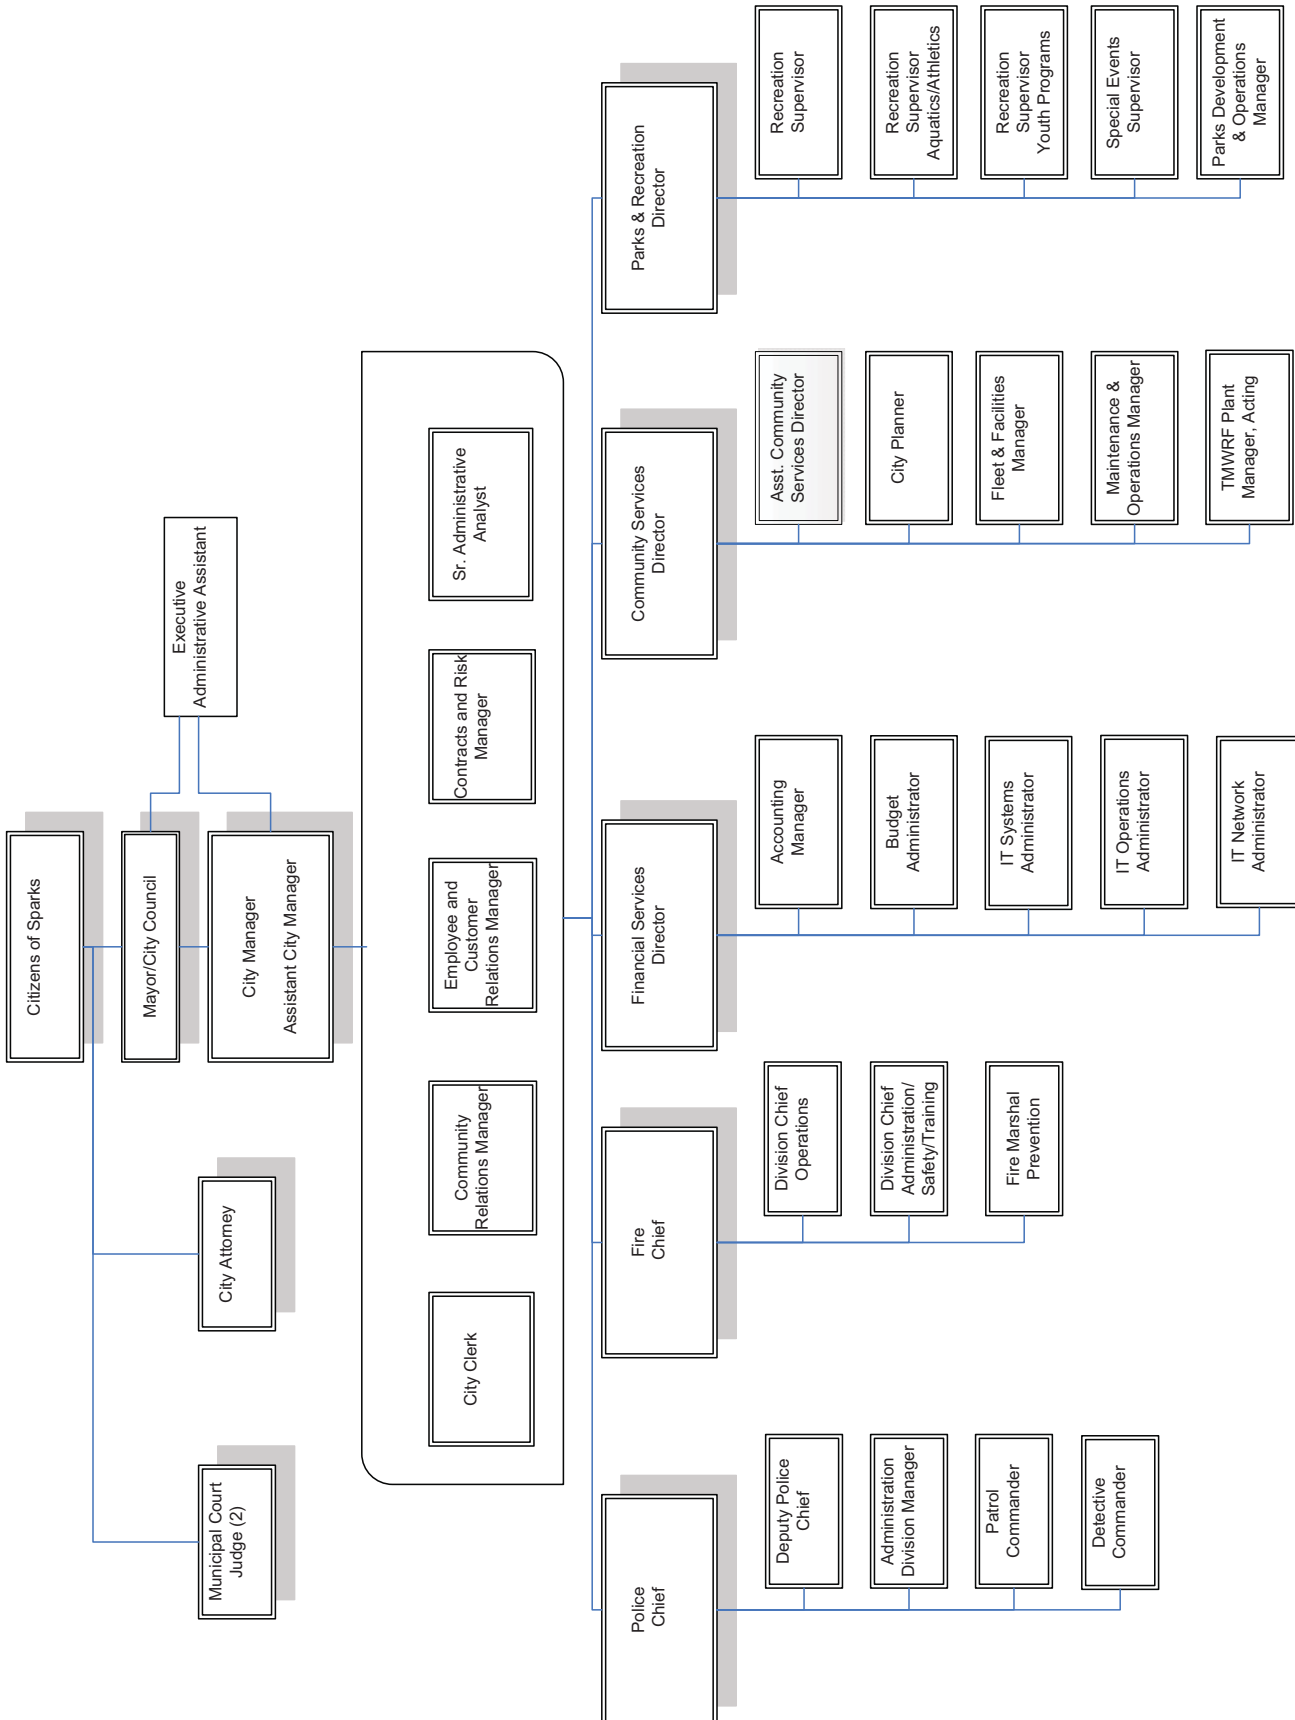 Citizens of Sparks
Mayor/City Council
City Manager
Assistant City Manager
Executive
Administrative Assistant
Municipal Court
Judge (2)
City Attorney
City Clerk
Community
Relations Manager
Employee and
Customer
Relations Manager
Contracts and Risk
Manager
Sr. Administrative
Analyst
Police
Chief
Fire
Chief
Financial Services
Director
Community Services
Director
Parks & Recreation
Director
Deputy Police
Chief
Administration
Division Manager
Patrol
Commander
Detective
Commander
Division Chief
Operations
Division Chief
Administration/
Safety/Training
Fire Marshal
Prevention
Accounting
Manager
Budget
Administrator
IT Systems
Administrator
IT Operations
Administrator
IT Network
Administrator
Asst. Community
Services Director
City Planner
Fleet & Facilities
Manager
Maintenance &
Operations Manager
TMWRF Plant
Manager, Acting
Recreation
Supervisor
Recreation
Supervisor
Aquatics/Athletics
Recreation
Supervisor
Youth Programs
Special Events
Supervisor
Parks Development
& Operations
Manager